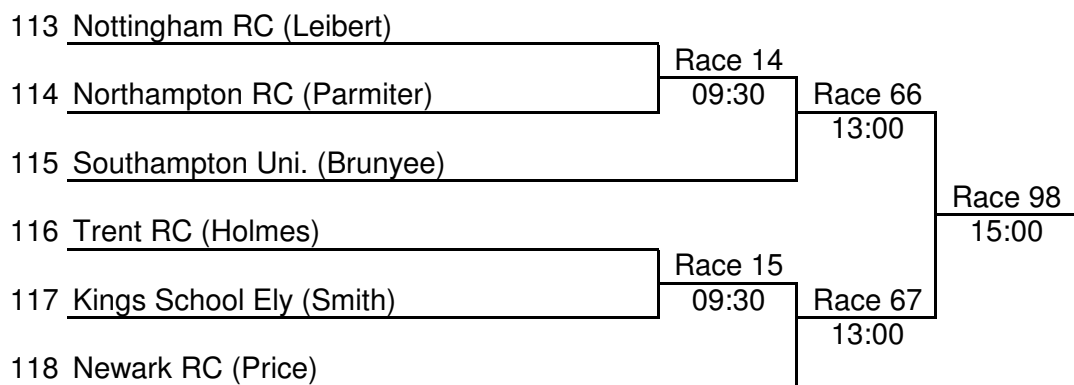 113 Nottingham RC (Leibert)
Race 14
114 Northampton RC (Parmiter)
09:30
Race 66
13:00
115 Southampton Uni. (Brunyee)
Race 98
116 Trent RC (Holmes)
15:00
Race 15
117 Kings School Ely (Smith)
09:30
Race 67
13:00
118 Newark RC (Price)